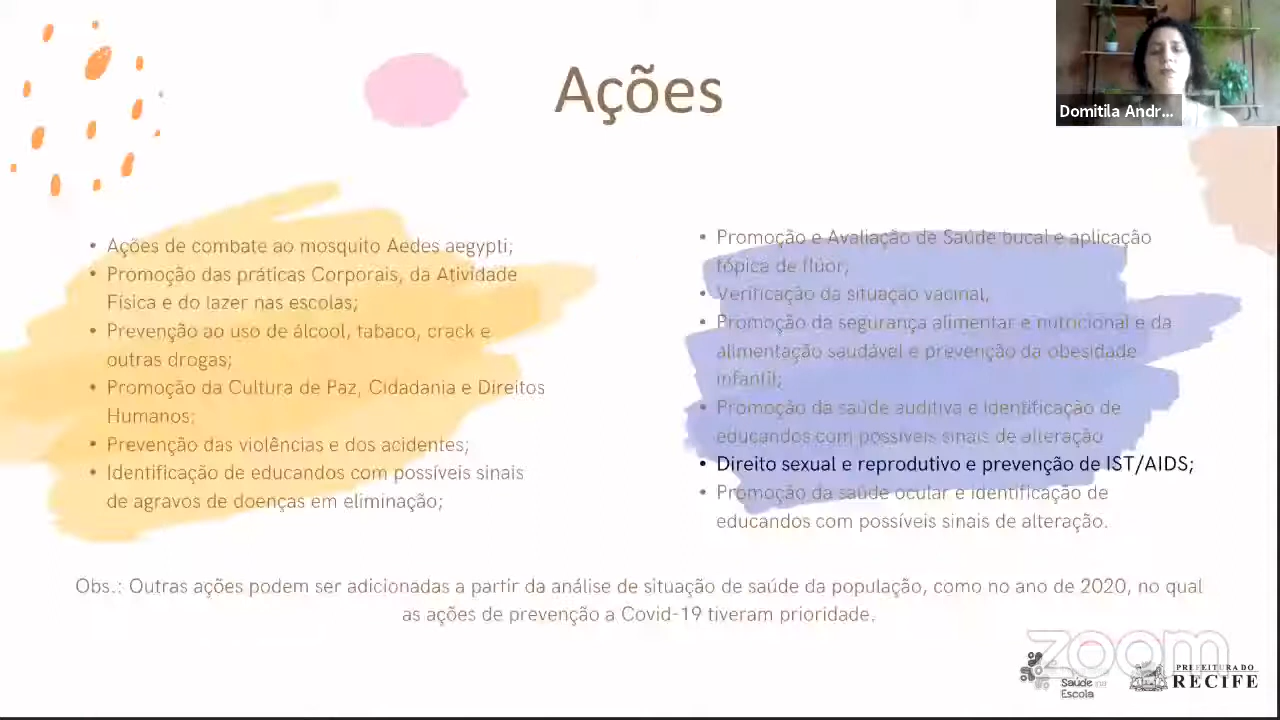 Ações
Domitila Andr...
• Ações de combate ao mosquito Aedes aegypti;
• Promoção das práticas Corporais, da Atividade
Física e do lazer nas escolas;
• Prevenção ao uso de álcool, tabaco, crack e
outras drogas;
• Promoção da Cultura de Paz, Cidadania e Direitos
Humanos;
• Prevenção das violências e dos acidentes;
• Identificação de educandos com possíveis sinais
de agravos de doenças em eliminação;
• Promoção e Avaliação de Saúde bucal e aplicação
tópica de flúor;
• Verificação da situação vacinal;
• Promoção da segurança alimentar e nutricional e da
alimentação saudável e prevenção da obesidade
infantil;
• Promoção da saúde auditiva e identificação de
educandos com possíveis sinais de alteração
• Direito sexual e reprodutivo e prevenção de IST/AIDS;
• Promoção da saúde ocular e identificação de
educandos com possíveis sinais de alteração.
Obs.: Outras ações podem ser adicionadas a partir da análise de situação de saúde da população, como no ano de 2020, no qual
as ações de prevenção a Covid-19 tiveram prioridade.
zoom
Saúde na
Escola
PREFEITURA DO
RECIFE